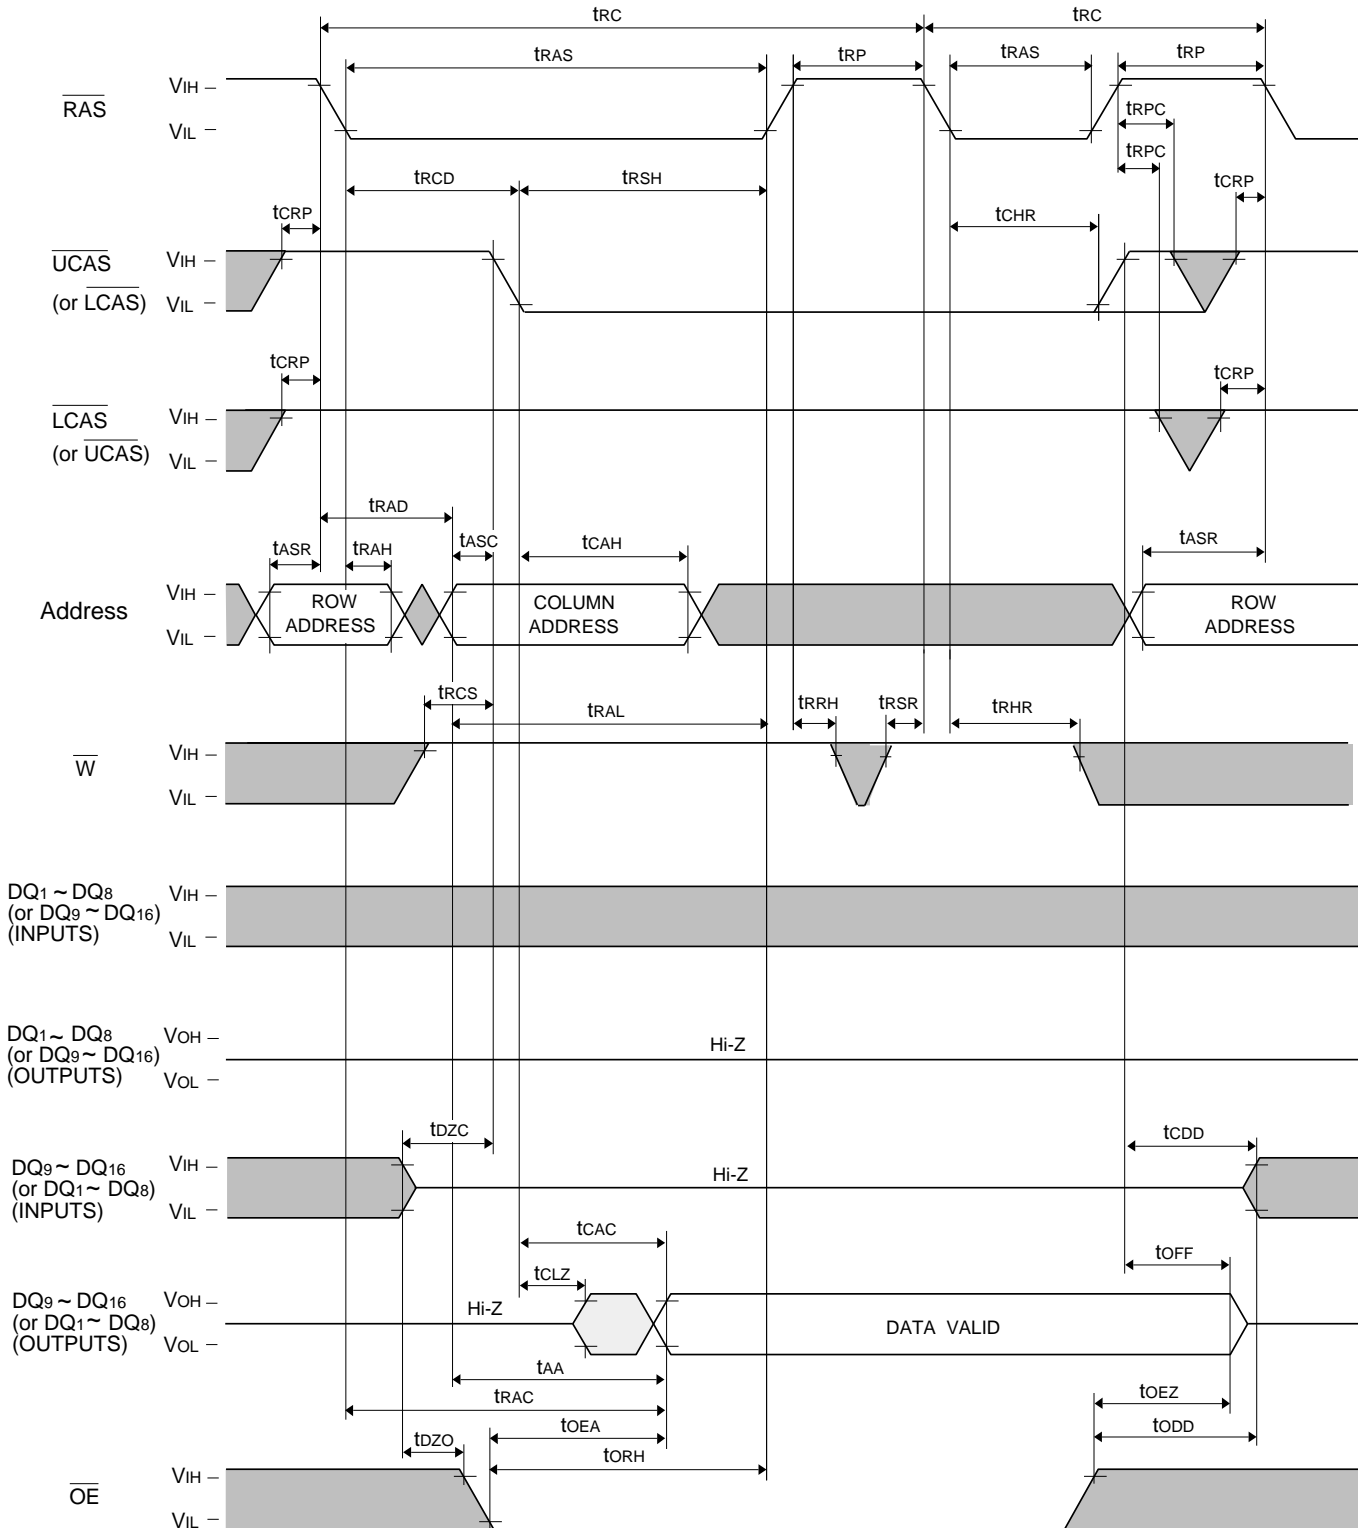 tRC tRC
tRAS tRP tRAS tRP
RAS
VIH
VIL
tRPC
tRPC
tRCD tRSH
tCRP tCHR tCRP
UCAS
(or LCAS)
VIH
VIL
tCRP tCRP
LCAS
(or UCAS)
VIH
VIL
tRAD
tASR tRAH tASC tCAH tASR
Address
VIH
VIL
ROW
ADDRESS
COLUMN
ADDRESS
ROW
ADDRESS
tRCS tRAL tRRH tRSR tRHR
W
VIH
VIL
DQ1 ~ DQ8
(or DQ9 ~ DQ16)
(INPUTS)
VIH
VIL
DQ1 ~ DQ8
(or DQ9 ~ DQ16)
(OUTPUTS)
VOH
VOL
Hi-Z
tDZC tCDD
DQ9 ~ DQ16
(or DQ1 ~ DQ8)
(INPUTS)
VIH
VIL
Hi-Z
tCAC tOFF
tCLZ
DQ9 ~ DQ16
(or DQ1 ~ DQ8)
(OUTPUTS)
VOH
VOL
Hi-Z
DATA VALID
tAA
tRAC tOEZ
tOEA tODD
tDZO tORH
OE
VIH
VIL